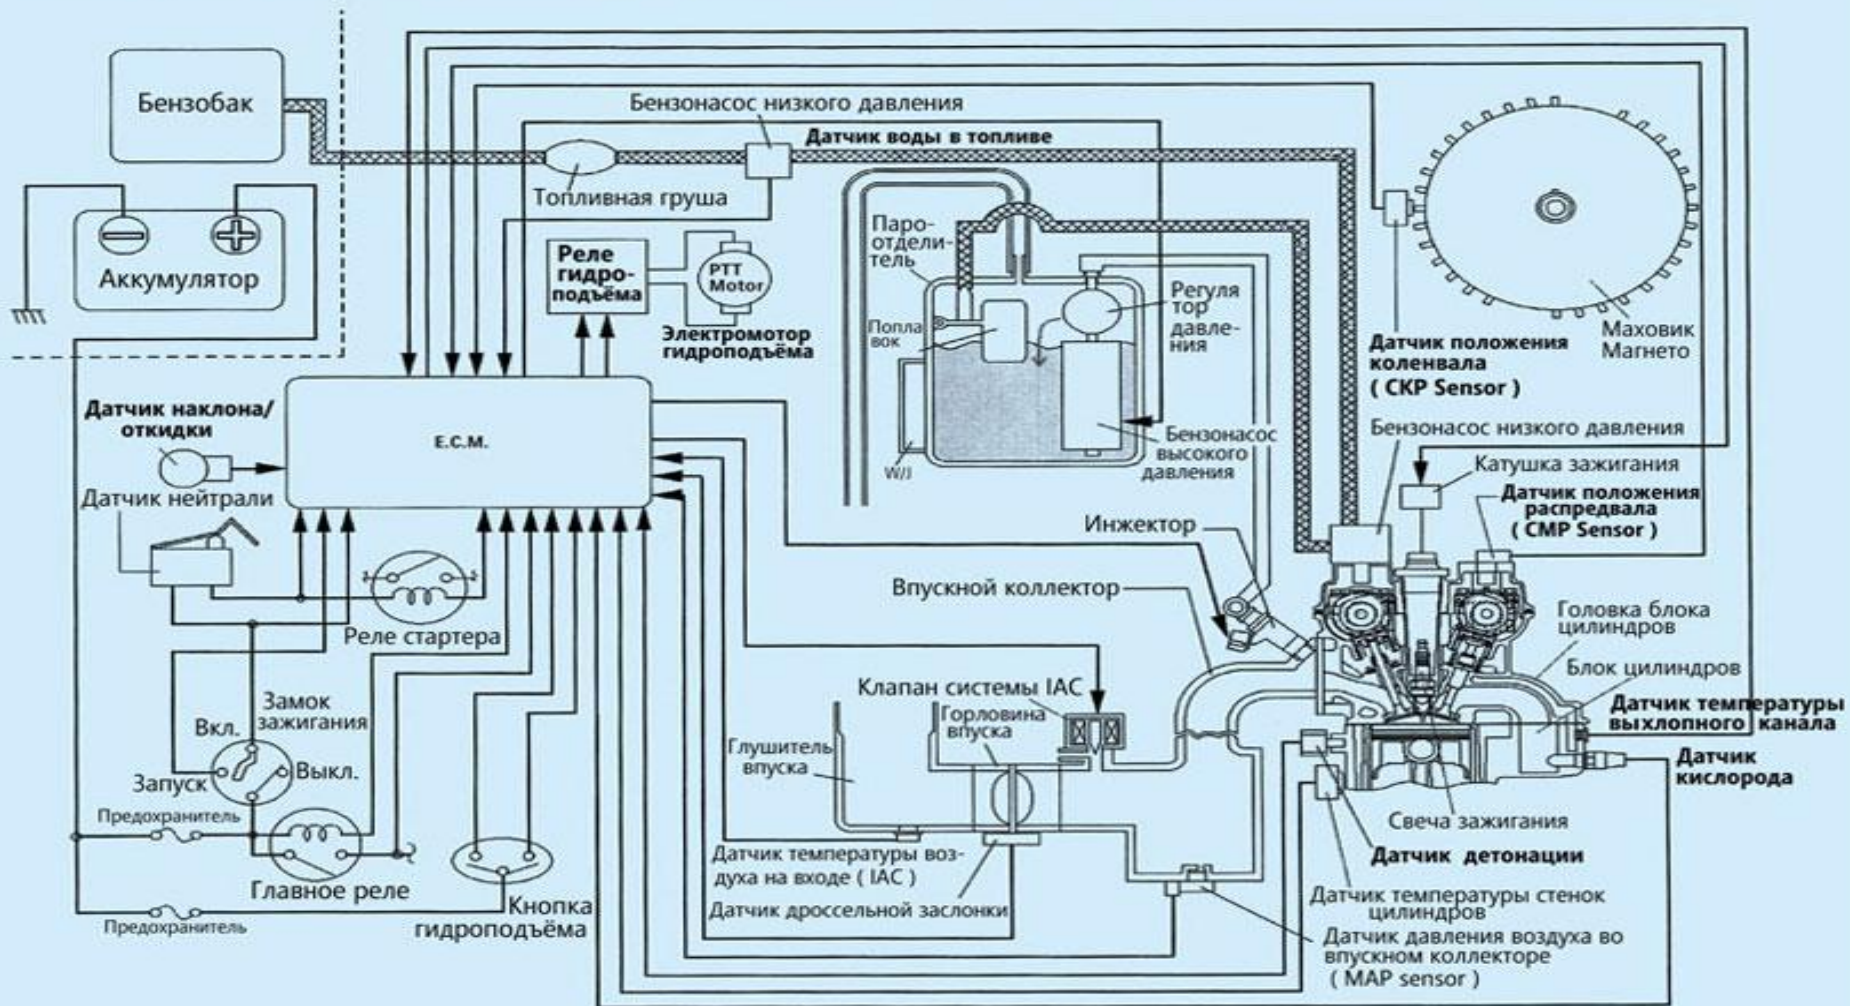 Бензобак
Бензонасос низкого давления
Датчик воды в топливе
Топливная груша
Аккумулятор
Реле
гидро-
подъёма
PTT
Motor
Электромотор
гидроподъёма
Паро-
отдели-
тель
Регуля
тор
давле-
ния
Попла
вок
W/J
Бензонасос
высокого
давления
Маховик
Магнето
Датчик положения
коленвала
( CKP Sensor )
Бензонасос низкого давления
Катушка зажигания
Датчик положения
распредвала
( CMP Sensor )
Датчик наклона/
откидки
E.C.M.
Датчик нейтрали
Реле стартера
Инжектор
Впускной коллектор
Головка блока
цилиндров
Блок цилиндров
Датчик температуры
выхлопного канала
Датчик
кислорода
Замок
зажигания
Вкл.
Запуск
Выкл.
Предохранитель
Главное реле
Предохранитель
Кнопка
гидроподъёма
Клапан системы IAC
Горловина
впуска
Глушитель
впуска
Датчик температуры воз-
духа на входе ( IAC )
Датчик дроссельной заслонки
Свеча зажигания
Датчик детонации
Датчик температуры стенок
цилиндров
Датчик давления воздуха во
впускном коллекторе
( MAP sensor )